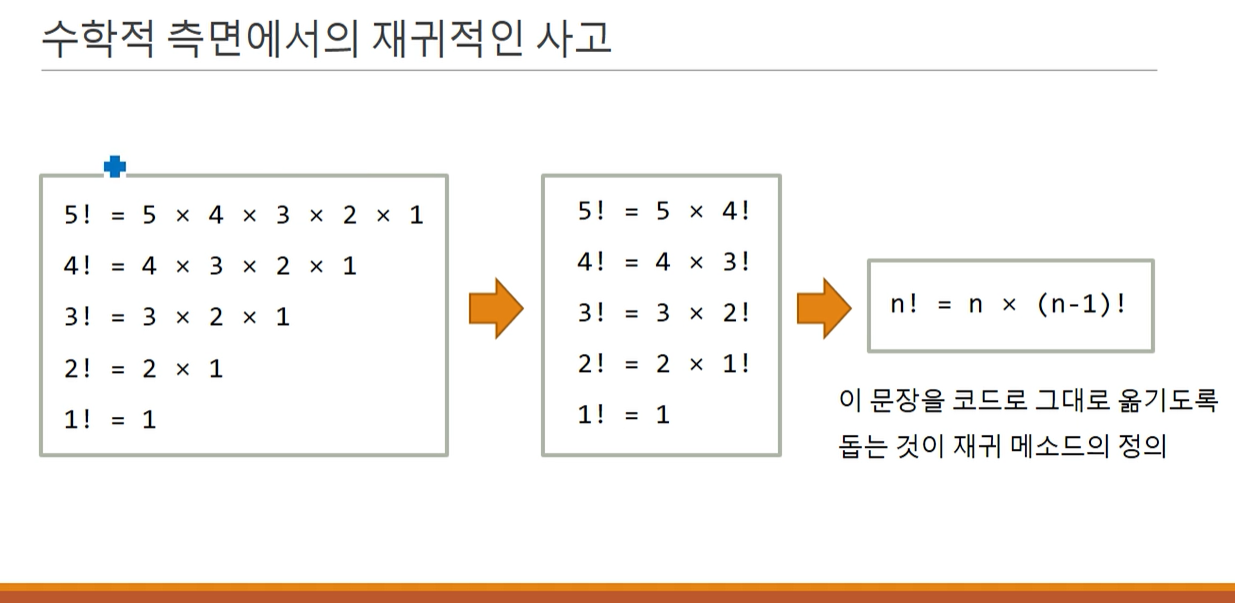 수학적 측면에서의 재귀적인 사고
5! = 5 × 4 × 3 × 2 × 1
4! = 4 × 3 × 2 × 1
3! = 3 × 2 × 1
2! = 2 × 1
1! = 1
5! = 5 × 4!
4! = 4 × 3!
3! = 3 × 2!
2! = 2 × 1!
1! = 1
n! = n × (n-1)!
이 문장을 코드로 그대로 옮기도록
돕는 것이 재귀 메소드의 정의